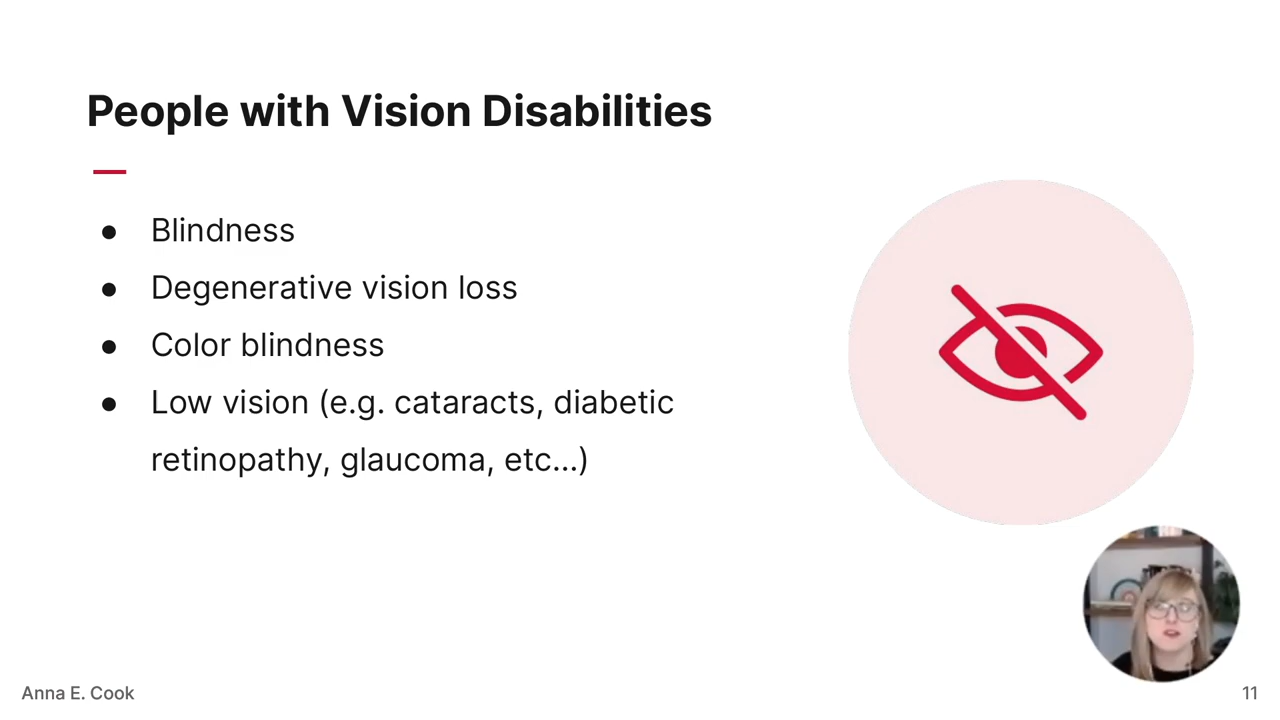 People with Vision Disabilities
● Blindness
● Degenerative vision loss
● Color blindness
● Low vision (e.g. cataracts, diabetic
retinopathy, glaucoma, etc...)
Anna E. Cook
11